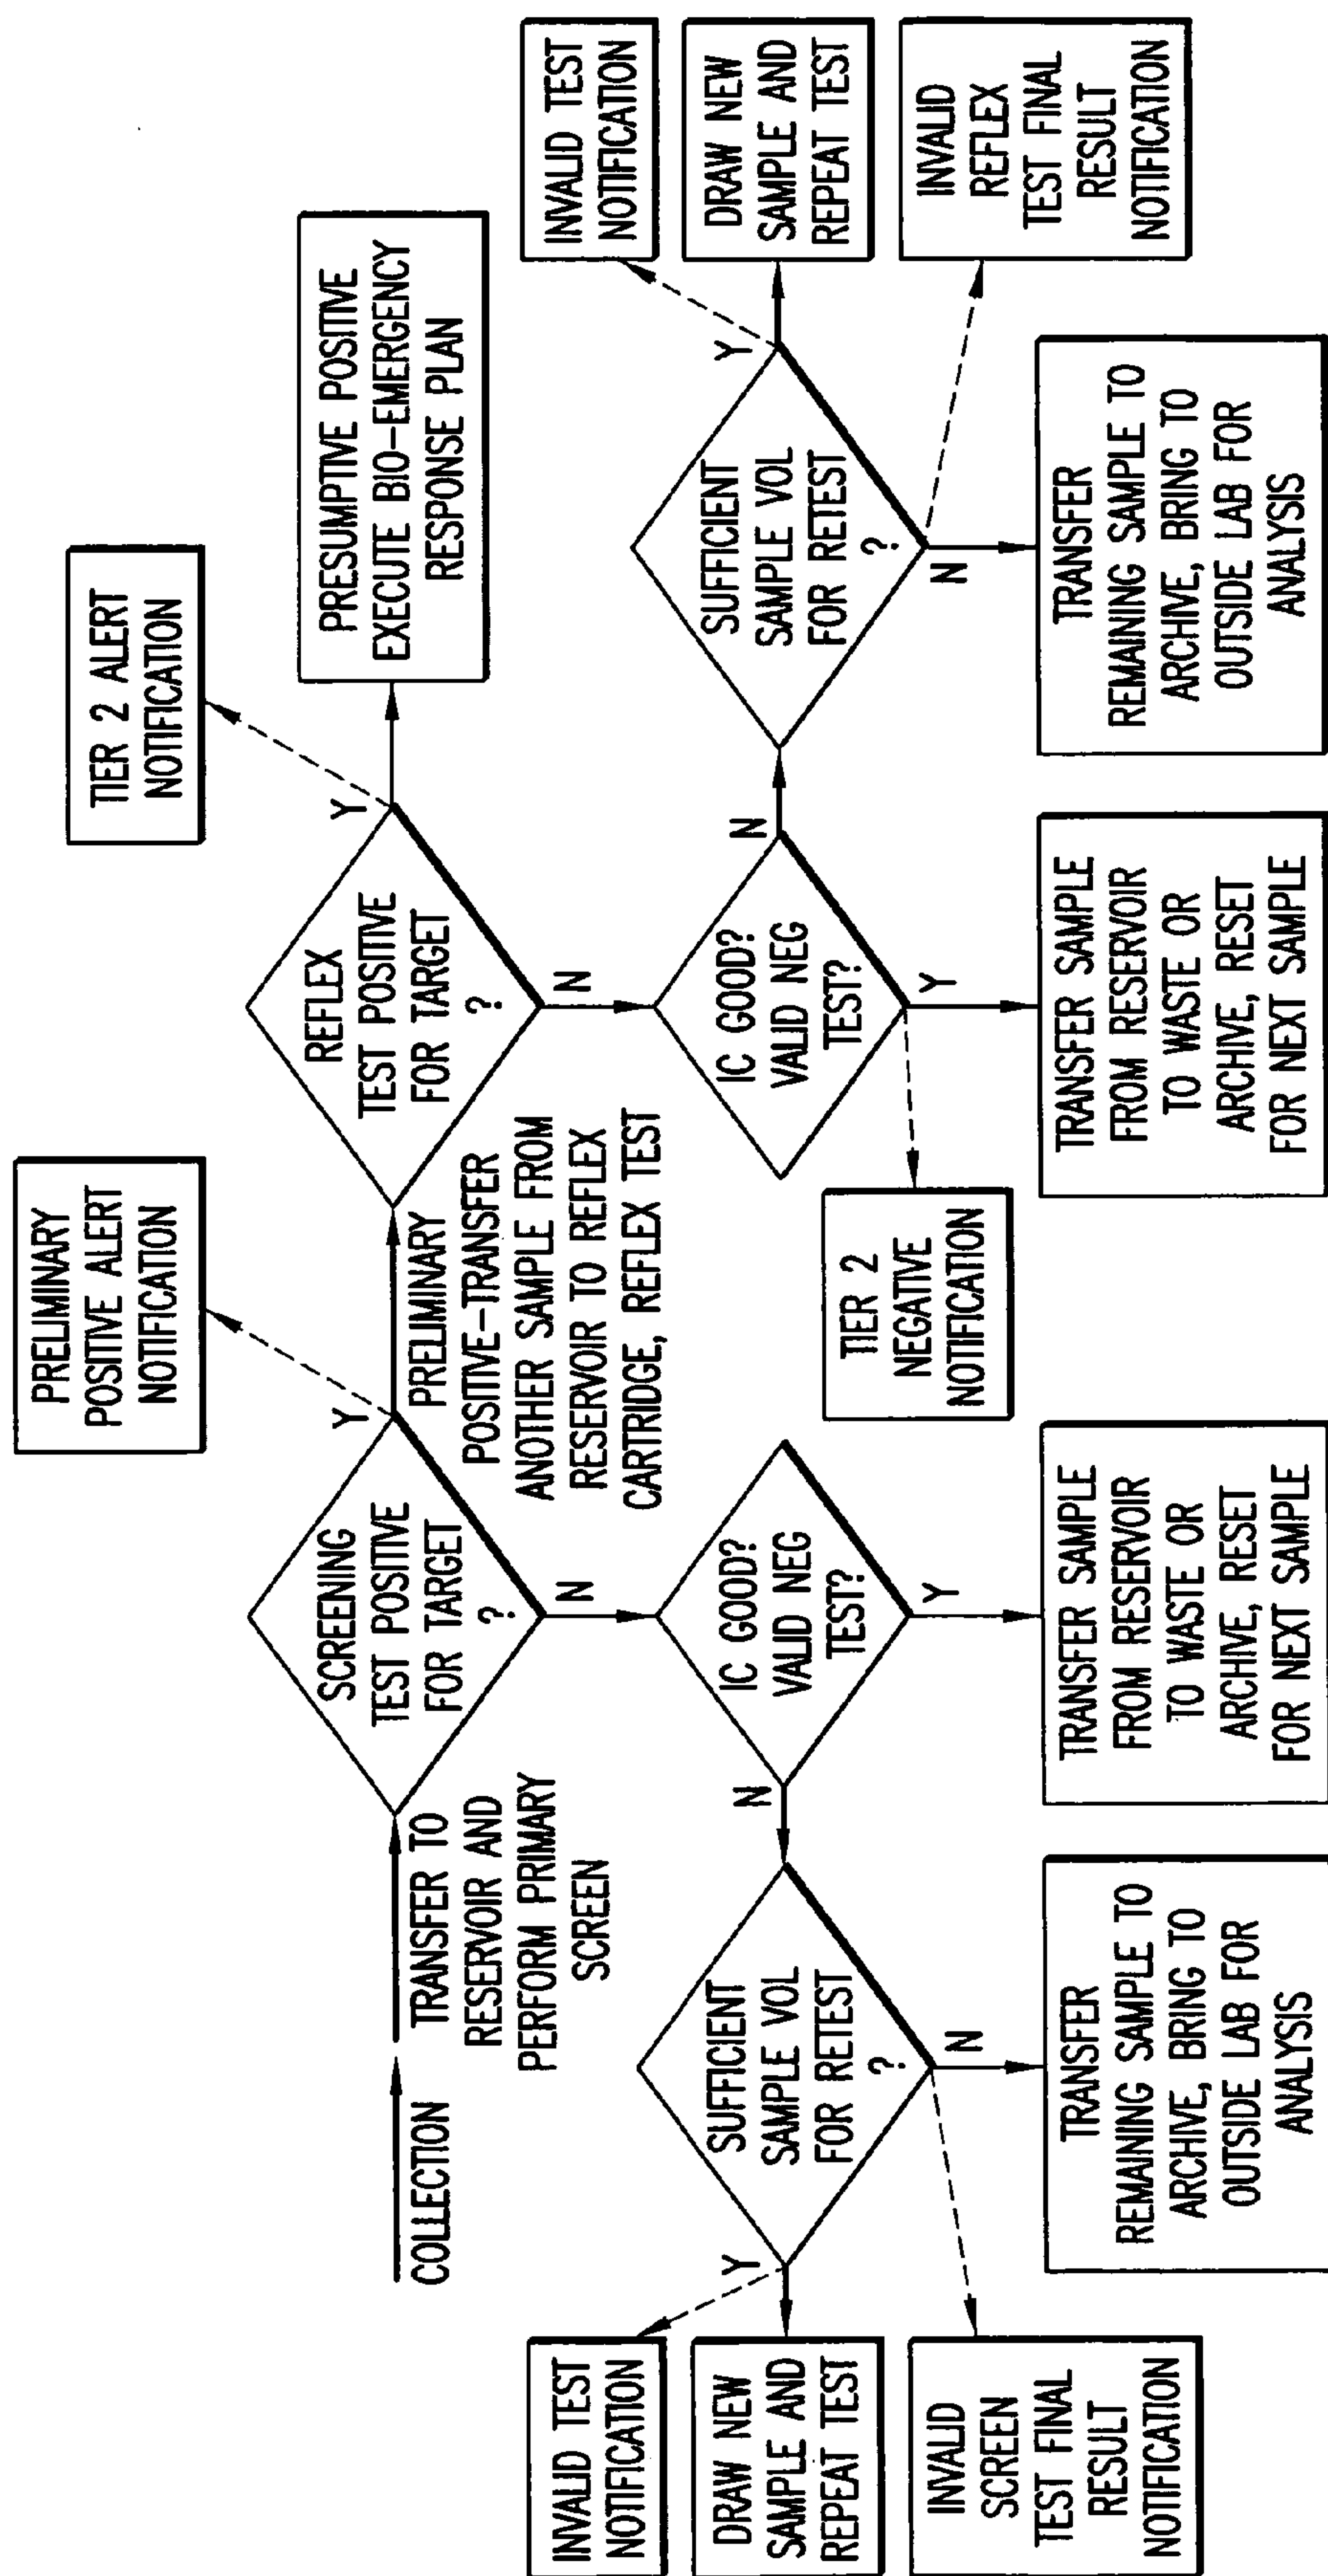 PRELIMINARY
POSITIVE ALERT
NOTIFICATION
TIER 2 ALERT
NOTIFICATION
COLLECTION
TRANSFER TO
RESERVOIR AND
PERFORM PRIMARY
SCREEN
SCREENING
TEST POSITIVE
FOR TARGET
?
Y
N
PRELIMINARY
POSITIVE-TRANSFER
ANOTHER SAMPLE FROM
RESERVOIR TO REFLEX
CARTRIDGE, REFLEX TEST
REFLEX
TEST POSITIVE
FOR TARGET
?
Y
N
PRESUMPTIVE POSITIVE
EXECUTE BIO-EMERGENCY
RESPONSE PLAN
INVALID TEST
NOTIFICATION
DRAW NEW
SAMPLE AND
REPEAT TEST
INVALID
SCREEN
TEST FINAL
RESULT
NOTIFICATION
Y
SUFFICIENT
SAMPLE VOL
FOR RETEST
?
N
N
IC GOOD?
VALID NEG
TEST?
Y
TIER 2
NEGATIVE
NOTIFICATION
IC GOOD?
VALID NEG
TEST?
N
Y
SUFFICIENT
SAMPLE VOL
FOR RETEST
?
Y
N
INVALID TEST
NOTIFICATION
DRAW NEW
SAMPLE AND
REPEAT TEST
INVALID
REFLEX
TEST FINAL
RESULT
NOTIFICATION
TRANSFER
REMAINING SAMPLE TO
ARCHIVE, BRING TO
OUTSIDE LAB FOR
ANALYSIS
TRANSFER SAMPLE
FROM RESERVOIR
TO WASTE OR
ARCHIVE, RESET
FOR NEXT SAMPLE
TRANSFER SAMPLE
FROM RESERVOIR
TO WASTE OR
ARCHIVE, RESET
FOR NEXT SAMPLE
TRANSFER
REMAINING SAMPLE TO
ARCHIVE, BRING TO
OUTSIDE LAB FOR
ANALYSIS